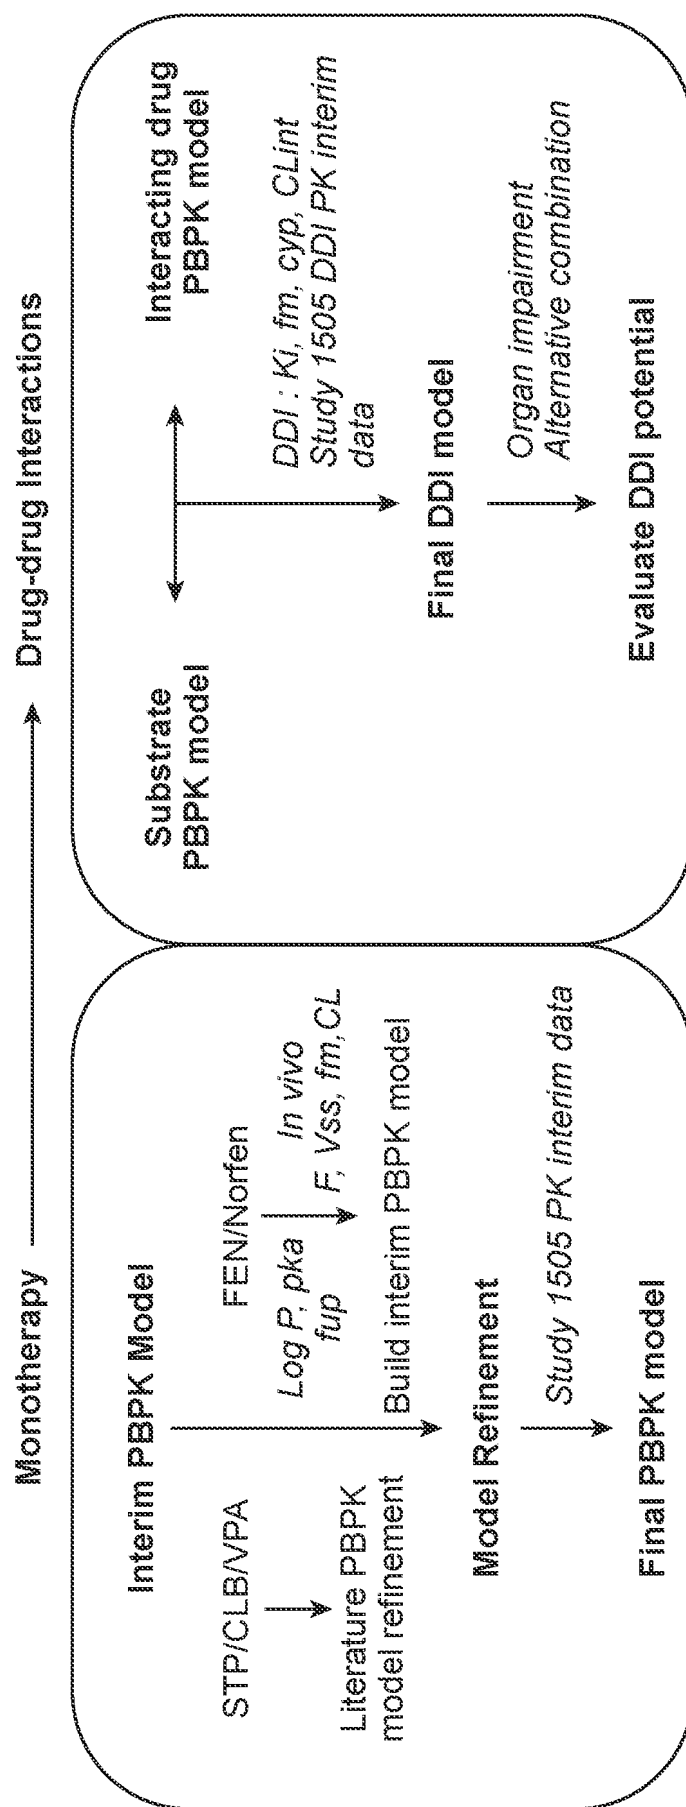 Monotherapy
Drug-drug Interactions
Interim PBPK Model
STP/CLB/VPA
Literature PBPK
model refinement
FEN/Norfen
Log P, pka
fup
In vivo
F, Vss, fm,CL
Build interim PBPK model
Model Refinement
Study 1505 PK interim data
Final PBPK model
Substrate
PBPK model
Interacting drug
PBPK model
DDI : Ki, fm, cyp, CLint
Study 1505 DDI PK interim
data
Final DDI model
Organ impairment
Alternative combination
Evaluate DDI potential